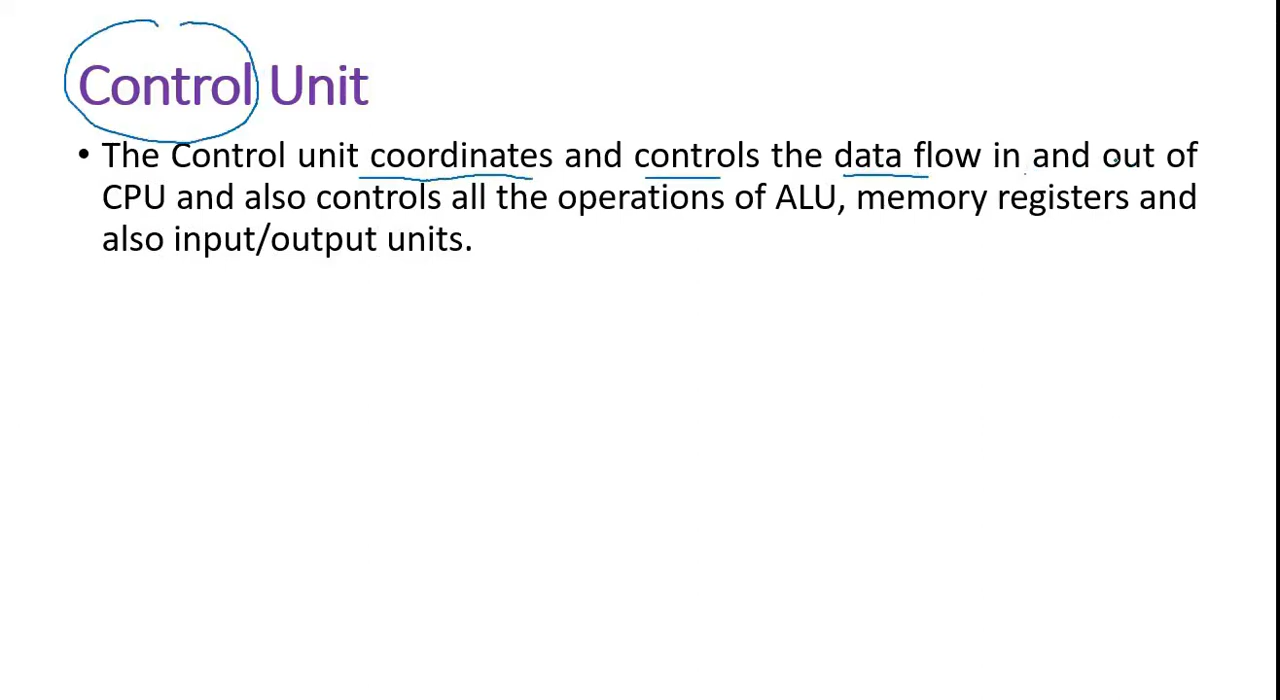 Control Unit
• The Control unit coordinates and controls the data flow in and out of
CPU and also controls all the operations of ALU, memory registers and
also input/output units.